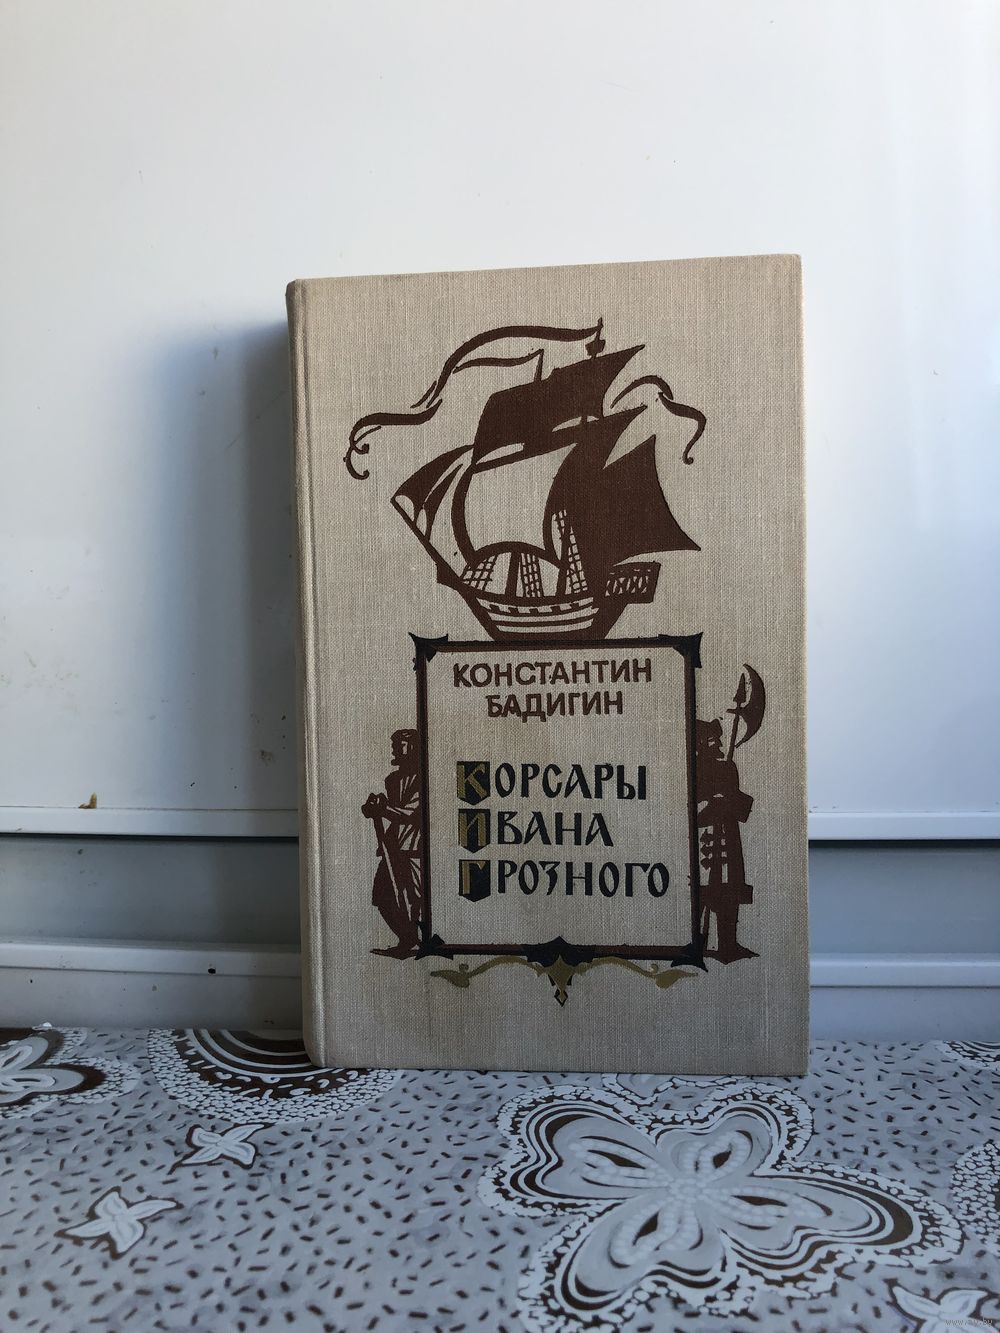 КОНСТАНТИН
БАДИГИН
КОРСАРЫ
ИВАНА
ГРОЗНОГО